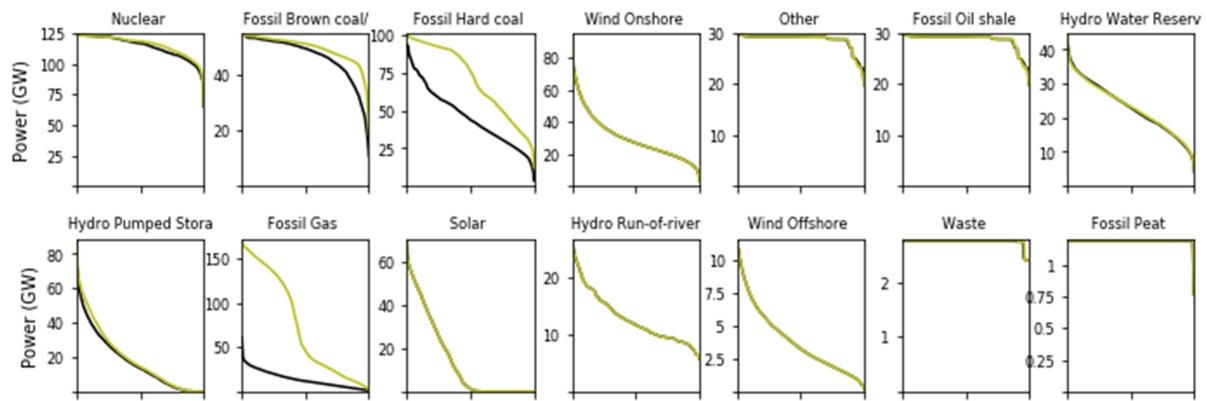 Nuclear
Fossil Brown coal/
Fossil Hard coal
Wind Onshore
Other
Fossil Oil shale
Hydro Water Reserv
Power (GW)
125
100
75
50
25
40
20
100
75
50
25
80
60
40
20
30
20
10
30
20
10
40
30
20
10
Hydro Pumped Stora
Fossil Gas
Solar
Hydro Run-of-river
Wind Offshore
Waste
Fossil Peat
Power (GW)
80
60
40
20
150
100
50
60
40
20
20
10
10
7.5
5
2.5
2
1
1
0.75
0.5
0.25